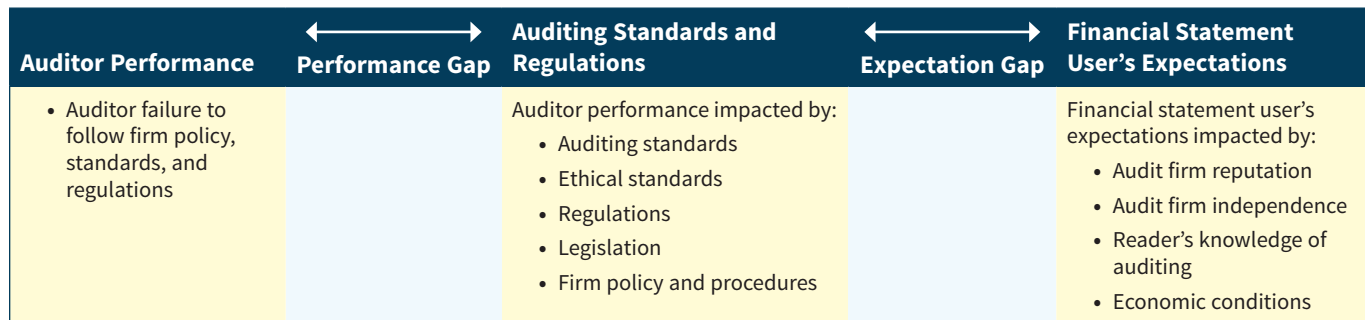 Auditor Performance
Performance Gap
Auditing Standards and
Regulations
Expectation Gap
Financial Statement
User's Expectations
• Auditor failure to
follow firm policy,
standards, and
regulations
Auditor performance impacted by:
• Auditing standards
• Ethical standards
• Regulations
• Legislation
• Firm policy and procedures
Financial statement user's
expectations impacted by:
• Audit firm reputation
• Audit firm independence
• Reader's knowledge of
auditing
• Economic conditions